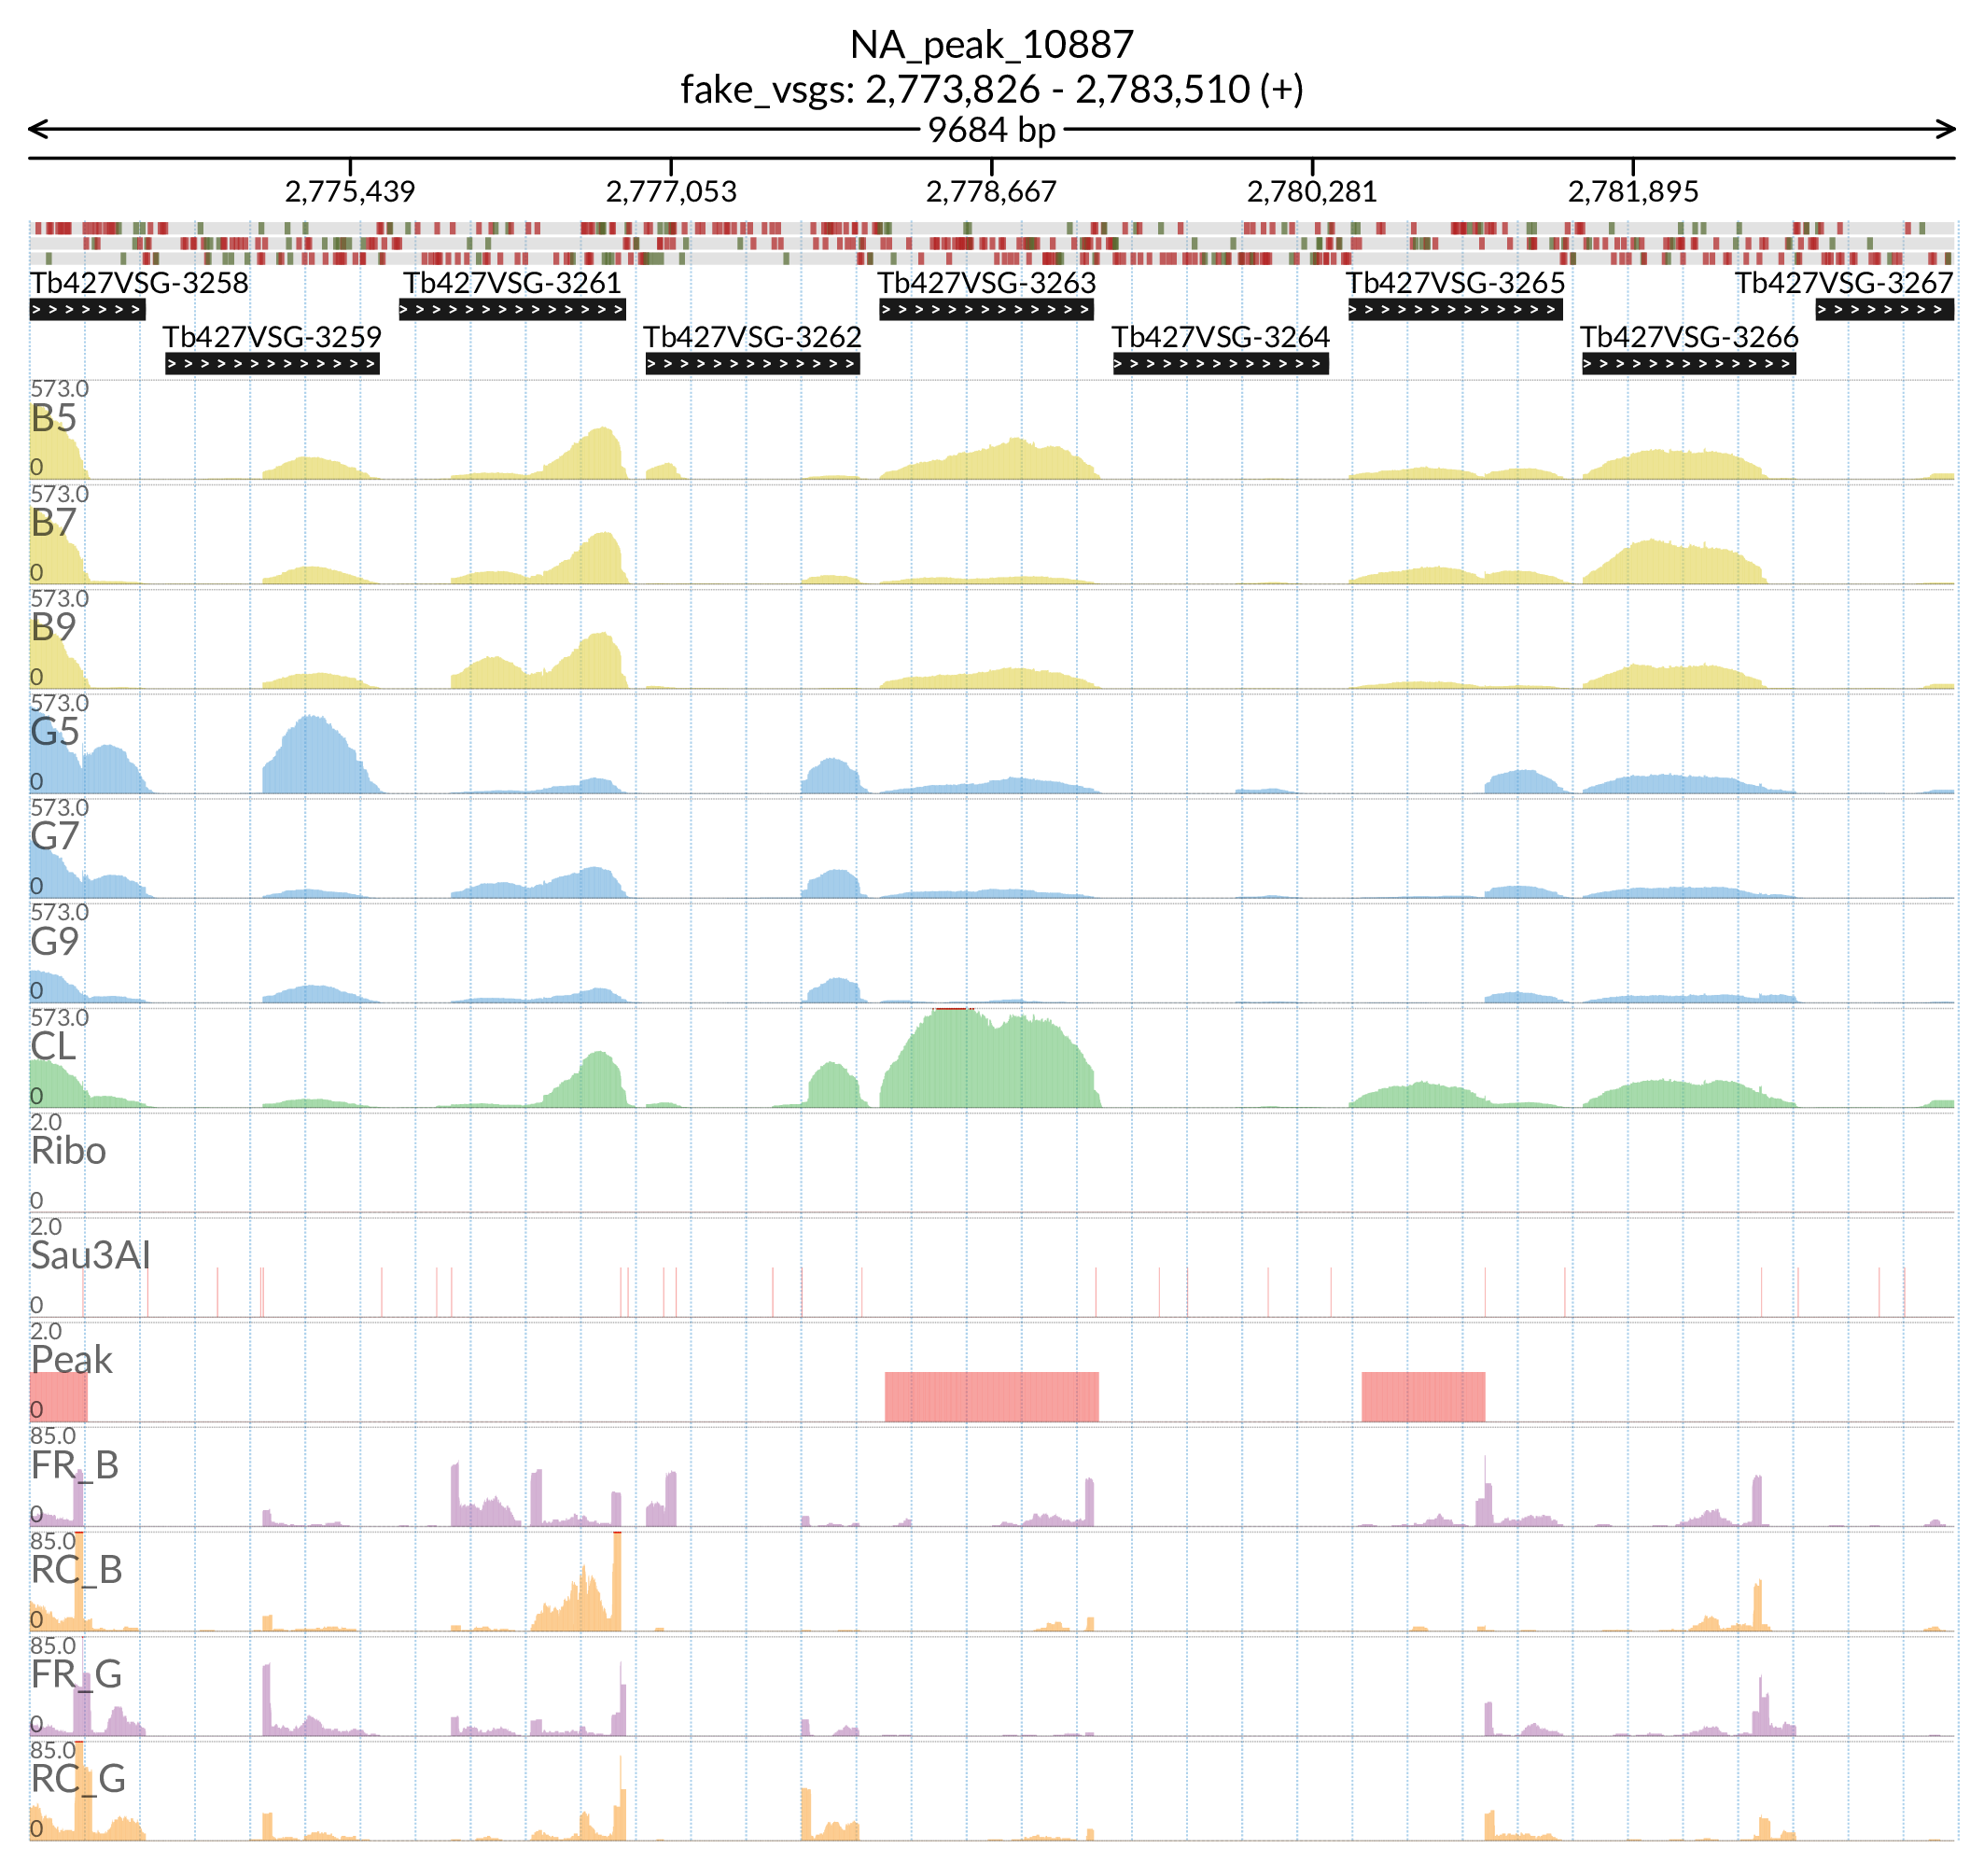 NA_peak_10887
fake_vsgs: 2,773,826 - 2,783,510 (+)
9684 bp
2,775,439 2,777,053 2,778,667 2,780,281 2,781,895
Tb427VSG-3258 Tb427VSG-3261 Tb427VSG-3263 Tb427VSG-3265 Tb427VSG-3267
Tb427VSG-3259 Tb427VSG-3262 Tb427VSG-3264 Tb427VSG-3266
573.0
B5
0
573.0
B7
0
573.0
B9
0
573.0
G5
0
573.0
G7
0
573.0
G9
0
573.0
CL
0
2.0
Ribo
0
2.0
Sau3AI
0
2.0
Peak
0
85.0
FR_B
0
85.0
RC_B
0
85.0
FR_G
0
85.0
RC_G
0